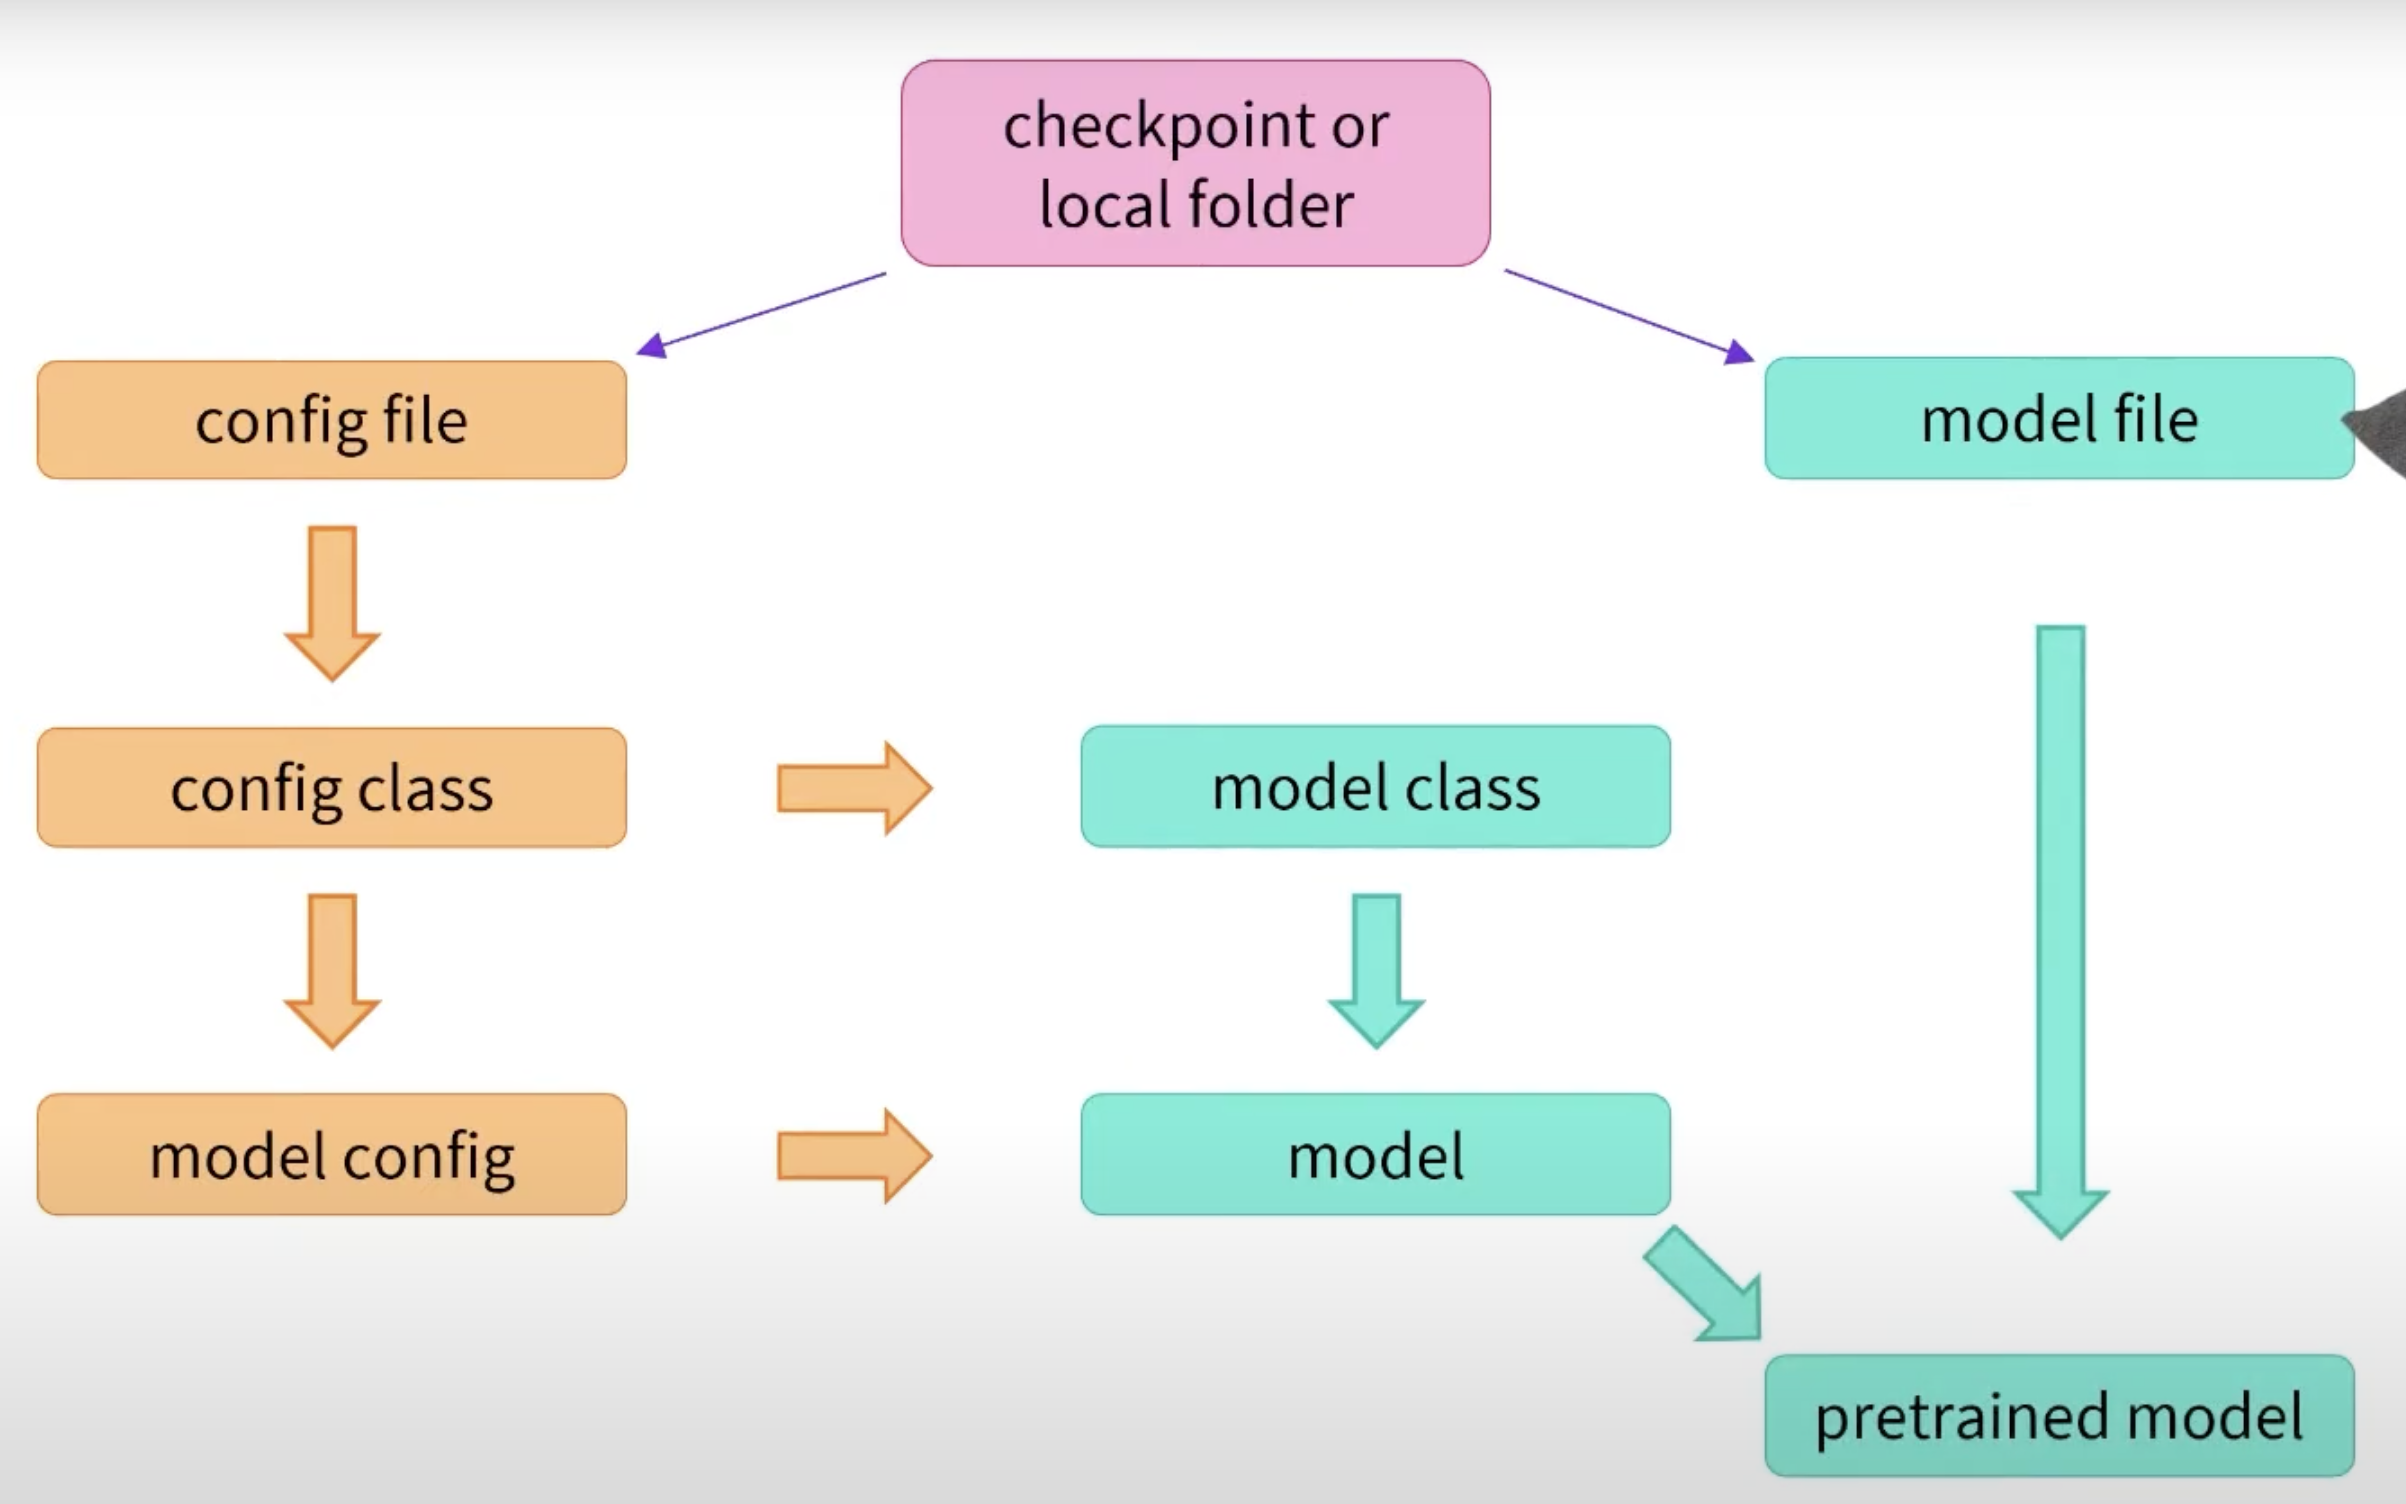 checkpoint or
local folder
config file
model file
config class
model class
model config
model
pretrained model